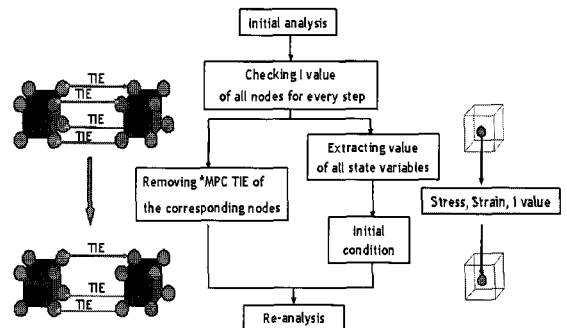 Initial analysis
Checking I value
of all nodes for every step
Removing *MPC TIE of
the corresponding nodes
Extracting value
of all state variables
Initial
condition
Re-analysis
TIE
TIE
TIE
TIE
TIE
TIE
TIE
Stress, Strain, I value